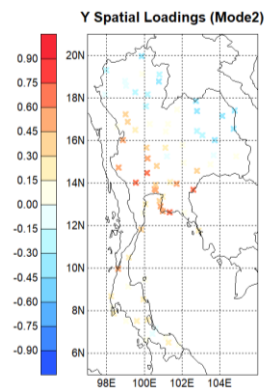 Y Spatial Loadings (Mode2)
0.90
0.75
0.60
0.45
0.30
0.15
0.00
-0.15
-0.30
-0.45
-0.60
-0.75
-0.90
20N
18N
16N
14N
12N
10N
8N
6N
98E 100E 102E 104E